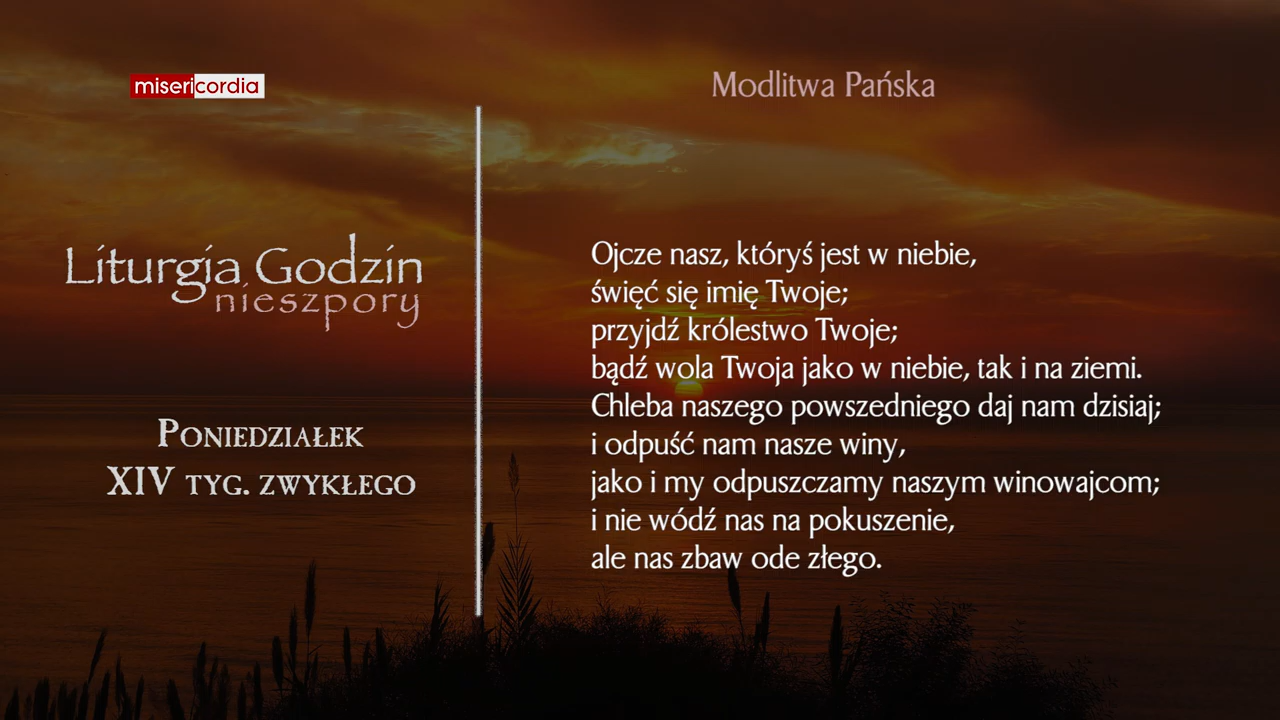 misericordia
Liturgia Godzin
nieszpory
Poniedziałek
XIV tyg. zwykłego
Modlitwa Pańska
Ojcze nasz, któryś jest w niebie,
święć się imię Twoje;
przyjdź królestwo Twoje;
bądź wola Twoja jako w niebie, tak i na ziemi.
Chleba naszego powszedniego daj nam dzisiaj;
i odpuść nam nasze winy,
jako i my odpuszczamy naszym winowajcom;
i nie wódź nas na pokuszenie,
ale nas zbaw ode złego.